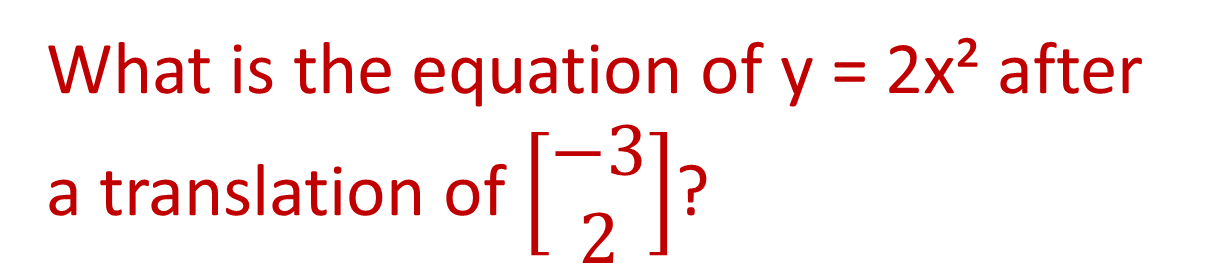 What is the equation of y = 2x² after
a translation of [−3
2]?